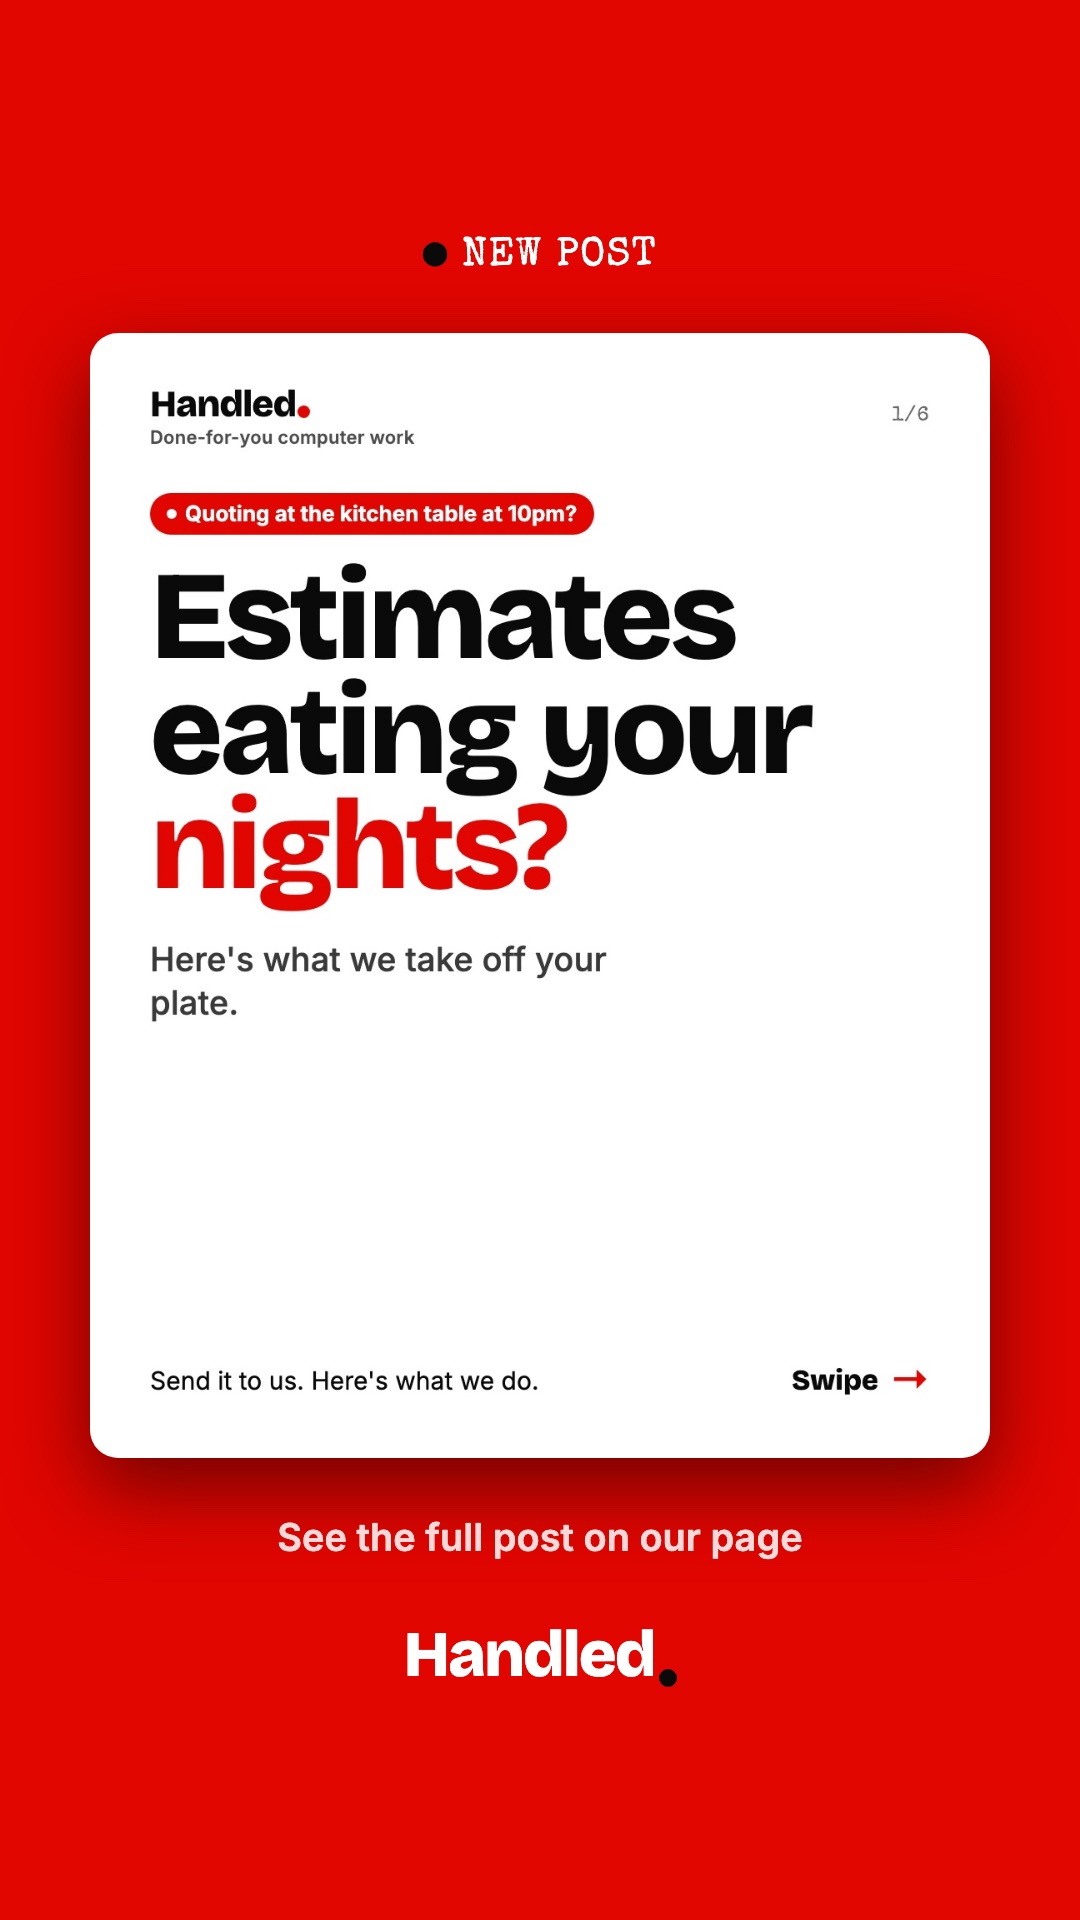 NEW POST
Handled.
Done-for-you computer work
1/6
Quoting at the kitchen table at 10pm?
Estimates
eating your
nights?
Here's what we take off your
plate.
Send it to us. Here's what we do.
Swipe →
See the full post on our page
Handled.